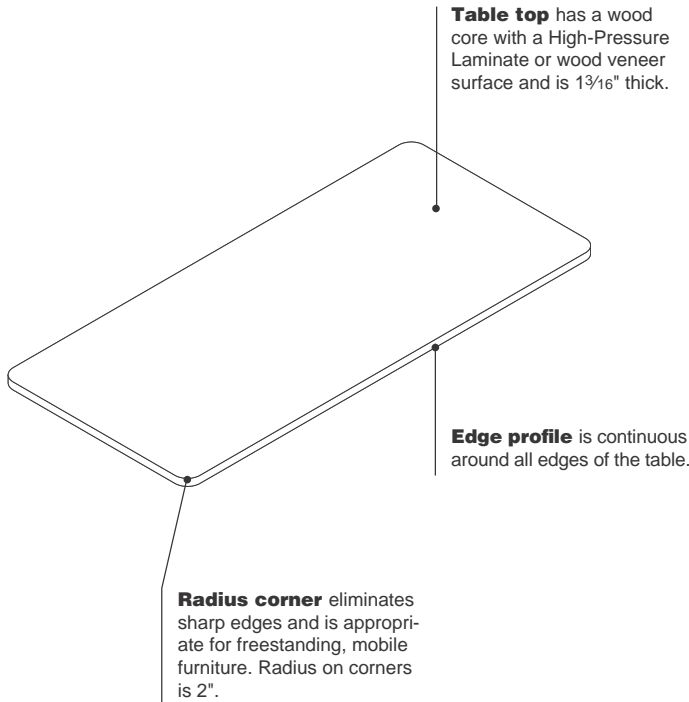 Table top has a wood
core with a High-Pressure
Laminate or wood veneer
surface and is 13⁄16" thick.
Edge profile is continuous
around all edges of the table.
Radius corner eliminates
sharp edges and is appropri-
ate for freestanding, mobile
furniture. Radius on corners
is 2".